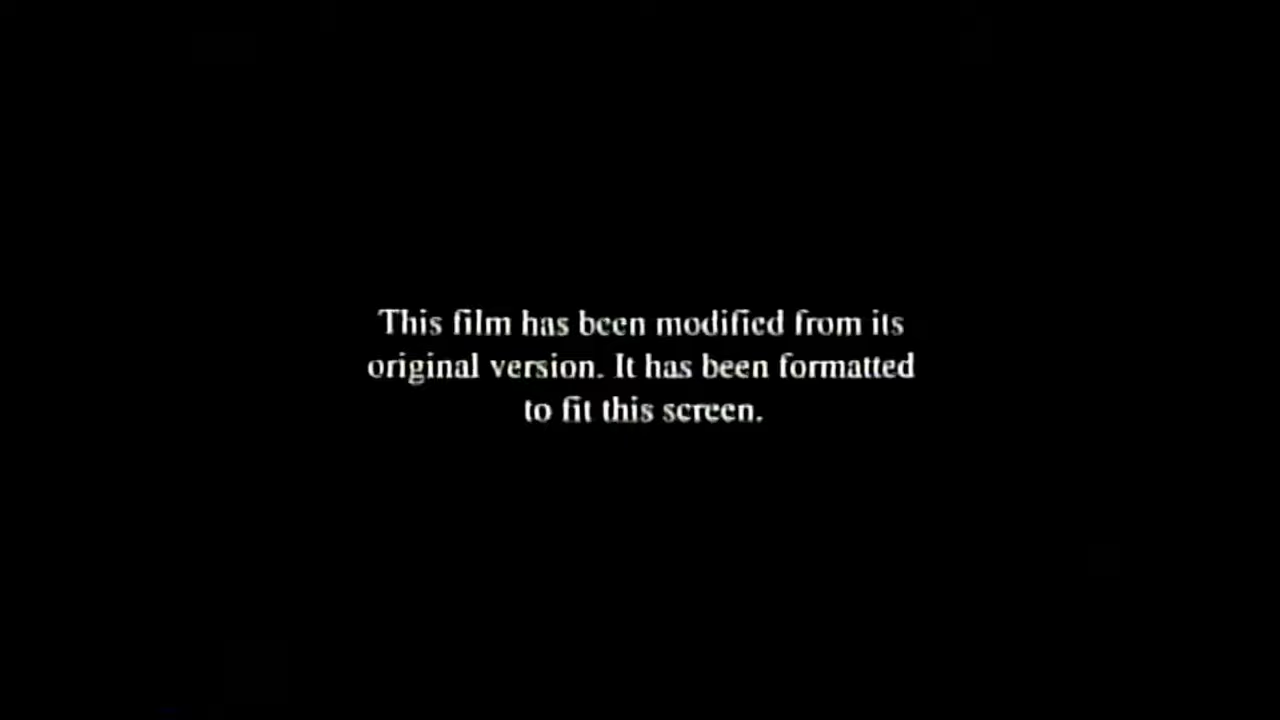 This film has been modified from its
original version. It has been formatted
to fit this screen.